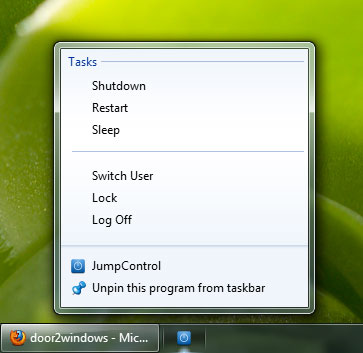 Tasks
Shutdown
Restart
Sleep
Switch User
Lock
Log Off
JumpControl
Unpin this program from taskbar
door2windows - Mic...